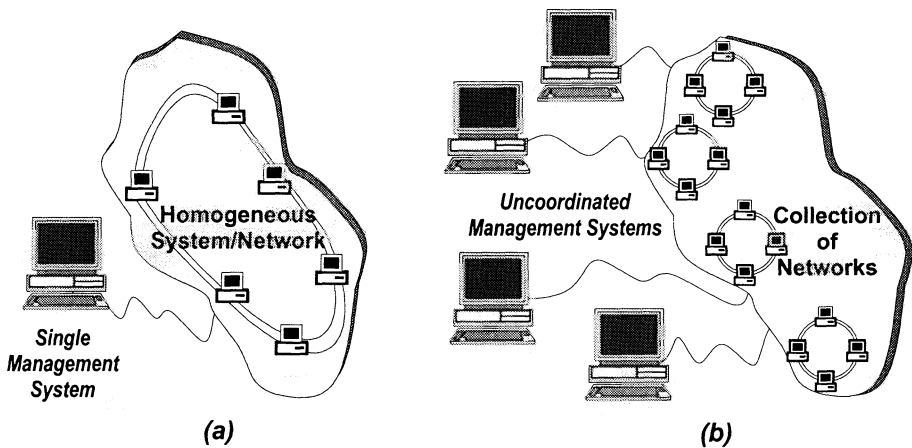 Homogeneous
System/Network
Single
Management
System
(a)
Uncoordinated
Management Systems
Collection
of
Networks
(b)